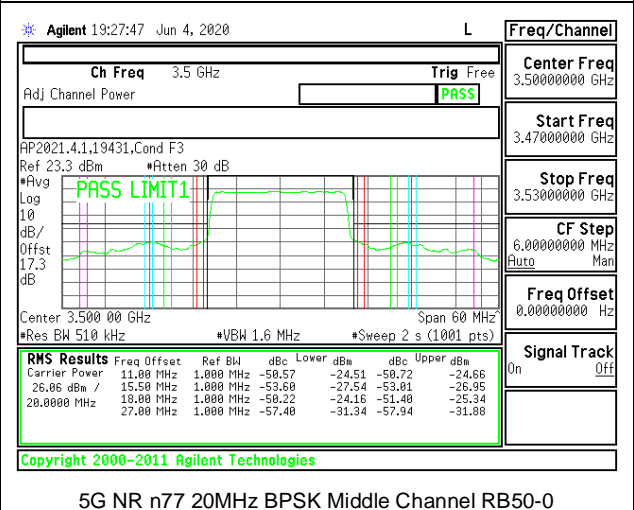 Agilent 19:27:47 Jun 4, 2020 L
Freq/Channel
Ch Freq 3.5 GHz Trig Free
Adj Channel Power PASS
AP2021.4.1,19431,Cond F3
Ref 23.3 dBm #Atten 30 dB
#Avg
Log
10
dB/
Offst
17.3
dB
PASS LIMIT1
Center 3.500 00 GHz Span 60 MHz^
#Res BW 510 kHz #VBW 1.6 MHz #Sweep 2 s (1001 pts)
RMS Results Freq Offset Ref BW dBc Lower dBm dBc Upper dBm
Carrier Power 11.00 MHz 1.000 MHz -50.57 -24.51 -50.72 -24.66
26.06 dBm / 15.50 MHz 1.000 MHz -53.60 -27.54 -53.01 -26.95
20.0000 MHz 18.00 MHz 1.000 MHz -50.22 -24.16 -51.40 -25.34
27.00 MHz 1.000 MHz -57.40 -31.34 -57.94 -31.88
Center Freq
3.50000000 GHz
Start Freq
3.47000000 GHz
Stop Freq
3.53000000 GHz
CF Step
6.00000000 MHz
Auto Man
Freq Offset
0.00000000 Hz
Signal Track
On Off
Copyright 2000-2011 Agilent Technologies
5G NR n77 20MHz BPSK Middle Channel RB50-0